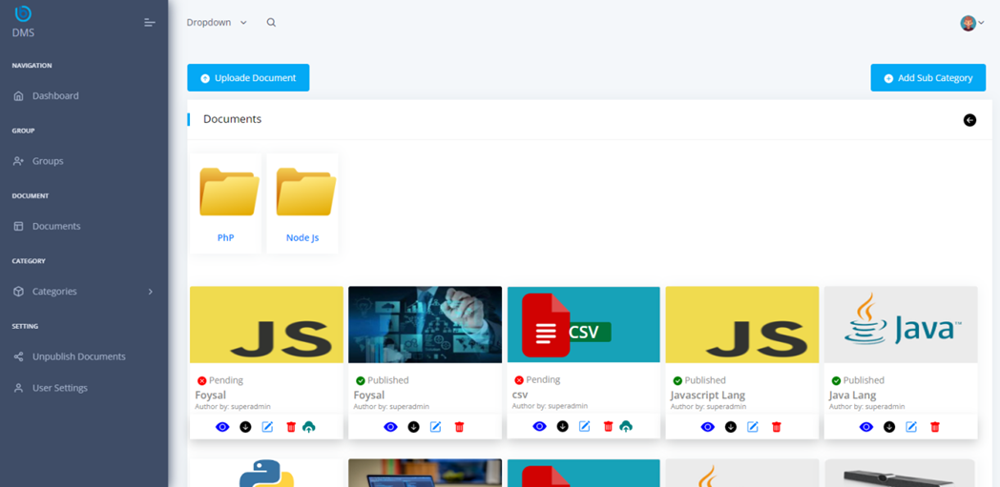 DMS
Dropdown
NAVIGATION
Dashboard
GROUP
Groups
DOCUMENT
Documents
CATEGORY
Categories
SETTING
Unpublish Documents
User Settings
Uploade Document
Add Sub Category
Documents
PhP
Node Js
JS
CSV
JS
Java™
Pending
Foysal
Author by: superadmin
Published
Foysal
Author by: superadmin
Pending
csv
Author by: superadmin
Published
Javascript Lang
Author by: superadmin
Published
Java Lang
Author by: superadmin